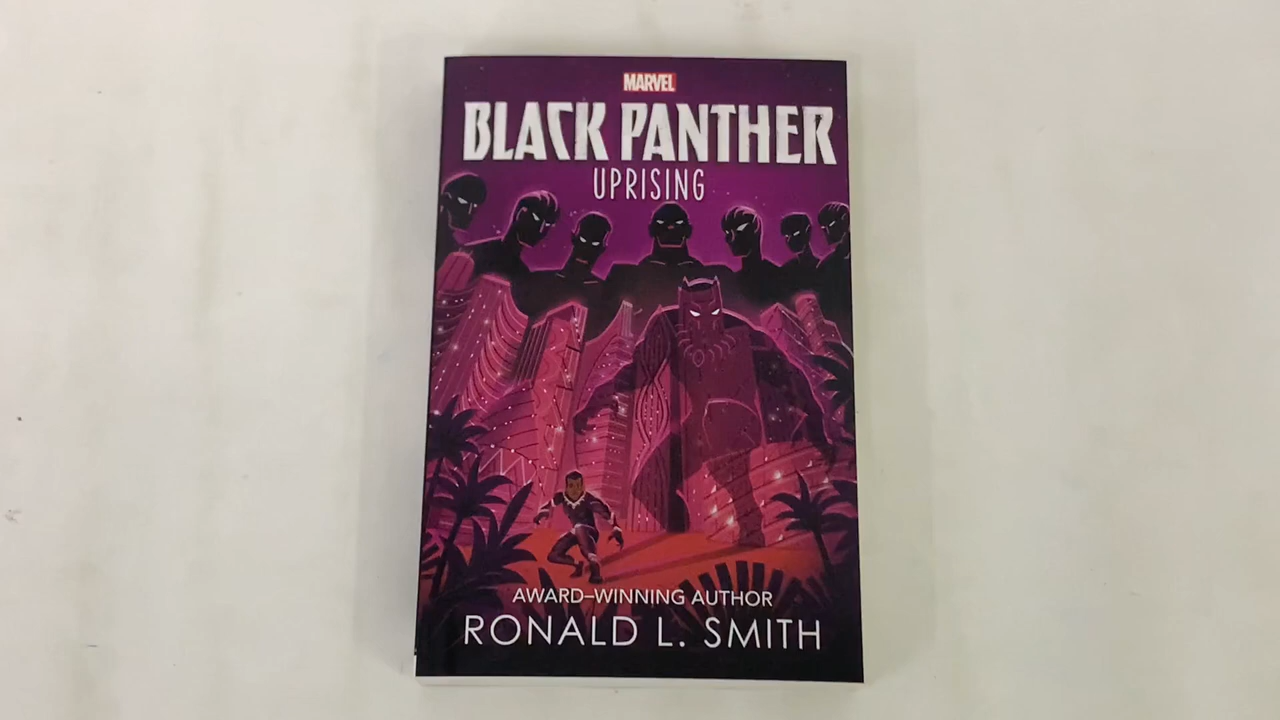 MARVEL
BLACK PANTHER
UPRISING
AWARD–WINNING AUTHOR
RONALD L. SMITH